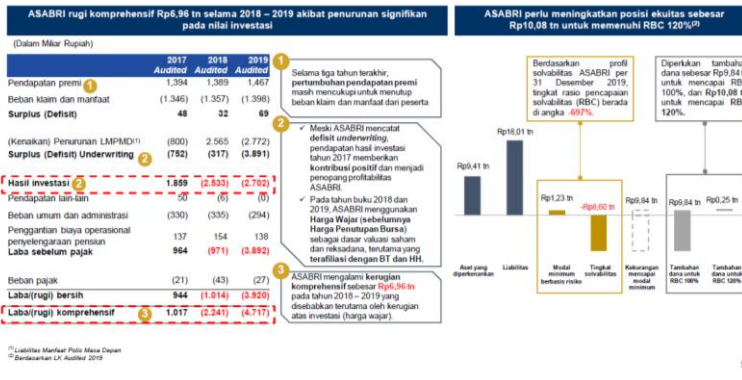 ASABRI rugi komprehensif Rp6,96 tn selama 2018 – 2019 akibat penurunan signifikan
pada nilai investasi
(Dalam Miliar Rupiah)
2017 2018 2019
Audited Audited Audited
Pendapatan premi 1 1,394 1,389 1,467
Beban klaim dan manfaat (1.346) (1.357) (1.398)
Surplus (Defisit) 48 32 69
(Kenaikan) Penurunan LMPMD(1) (800) 2.565 (2.772)
Surplus (Defisit) Underwriting 2 (752) (317) (3.891)
Hasil investasi 2 1.859 (2.533) (2.702)
Pendapatan lain-lain 50 (6) (0)
Beban umum dan administrasi (330) (335) (294)
Penggantian biaya operasional
penyelengaraan pensiun 137 154 138
Laba sebelum pajak 964 (971) (3.892)
Beban pajak (21) (43) (27)
Laba/(rugi) bersih 944 (1.014) (3.920)
Laba/(rugi) komprehensif 3 1.017 (2.241) (4.717)
(1) Liabilitas Manfaat Polis Masa Depan
(2) Berdasarkan LK Audited 2019
1
Selama tiga tahun terakhir,
pertumbuhan pendapatan premi
masih mencukupi untuk menutup
beban klaim dan manfaat dari peserta
2
✓ Meski ASABRI mencatat
defisit underwriting,
pendapatan hasil investasi
tahun 2017 memberikan
kontribusi positif dan menjadi
penopang profitabilitas
ASABRI.
✓ Pada tahun buku 2018 dan
2019, ASABRI menggunakan
Harga Wajar (sebelumnya
Harga Penutupan Bursa)
sebagai dasar valuasi saham
dan reksadana, terutama yang
terafiliasi dengan BT dan HH.
3
ASABRI mengalami kerugian
komprehensif sebesar Rp6,96 tn
pada tahun 2018 – 2019 yang
disebabkan terutama oleh kerugian
atas investasi (harga wajar).
ASABRI perlu meningkatkan posisi ekuitas sebesar
Rp10,08 tn untuk memenuhi RBC 120%(2)
Berdasarkan profil
solvabilitas ASABRI per
31 Desember 2019,
tingkat rasio pencapaian
solvabilitas (RBC) berada
di angka -697%.
Diperlukan tambaha
dana sebesar Rp9,84 t
untuk mencapai RB
100%, dan Rp10,08 t
untuk mencapai RB
120%.
Rp9,41 tn
Rp18,01 tn
Rp1,23 tn
-Rp8,60 tn
Rp9,84 tn
Rp9,84 tn
Rp0,25 tn
Aset yang
diperkenankan
Liabilitas
Modal
minimum
berbasis risiko
Tingkat
solvabilitas
Kekurangan
mencapai
modal
minimum
Tambahan
dana untuk
RBC 100%
Tambahan
dana untuk
RBC 120%